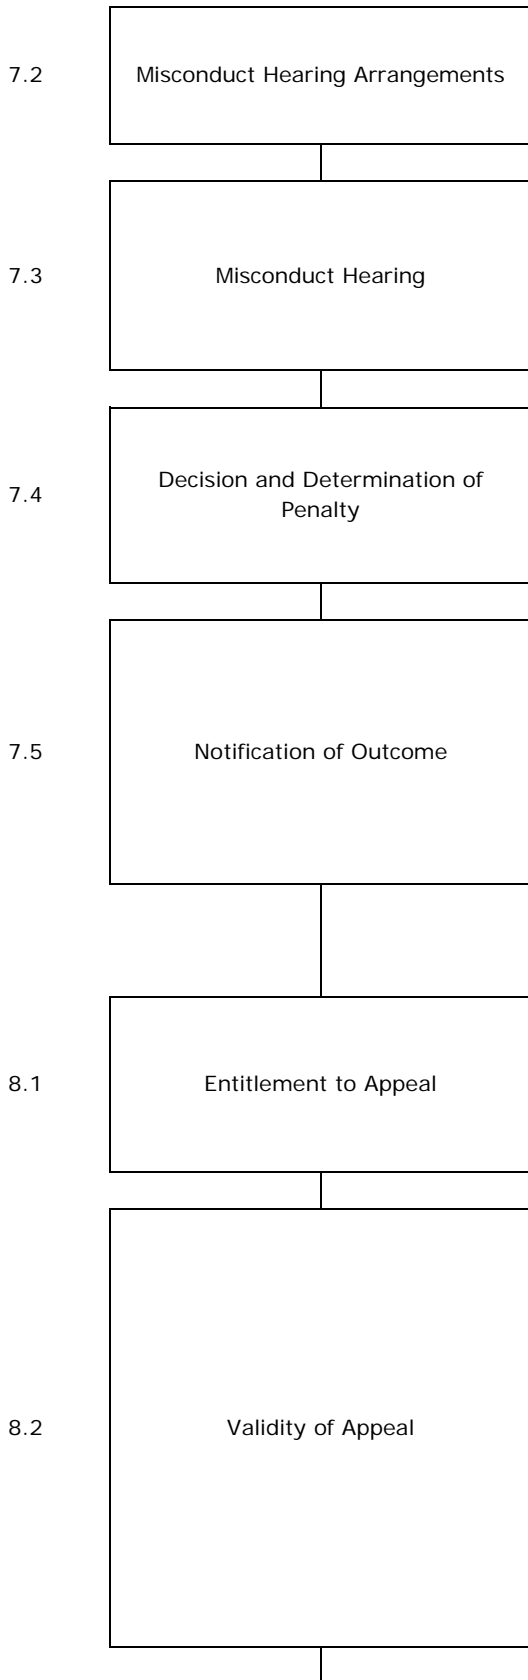 7.2 Misconduct Hearing Arrangements
7.3 Misconduct Hearing
7.4 Decision and Determination of
Penalty
7.5 Notification of Outcome
8.1 Entitlement to Appeal
8.2 Validity of Appeal